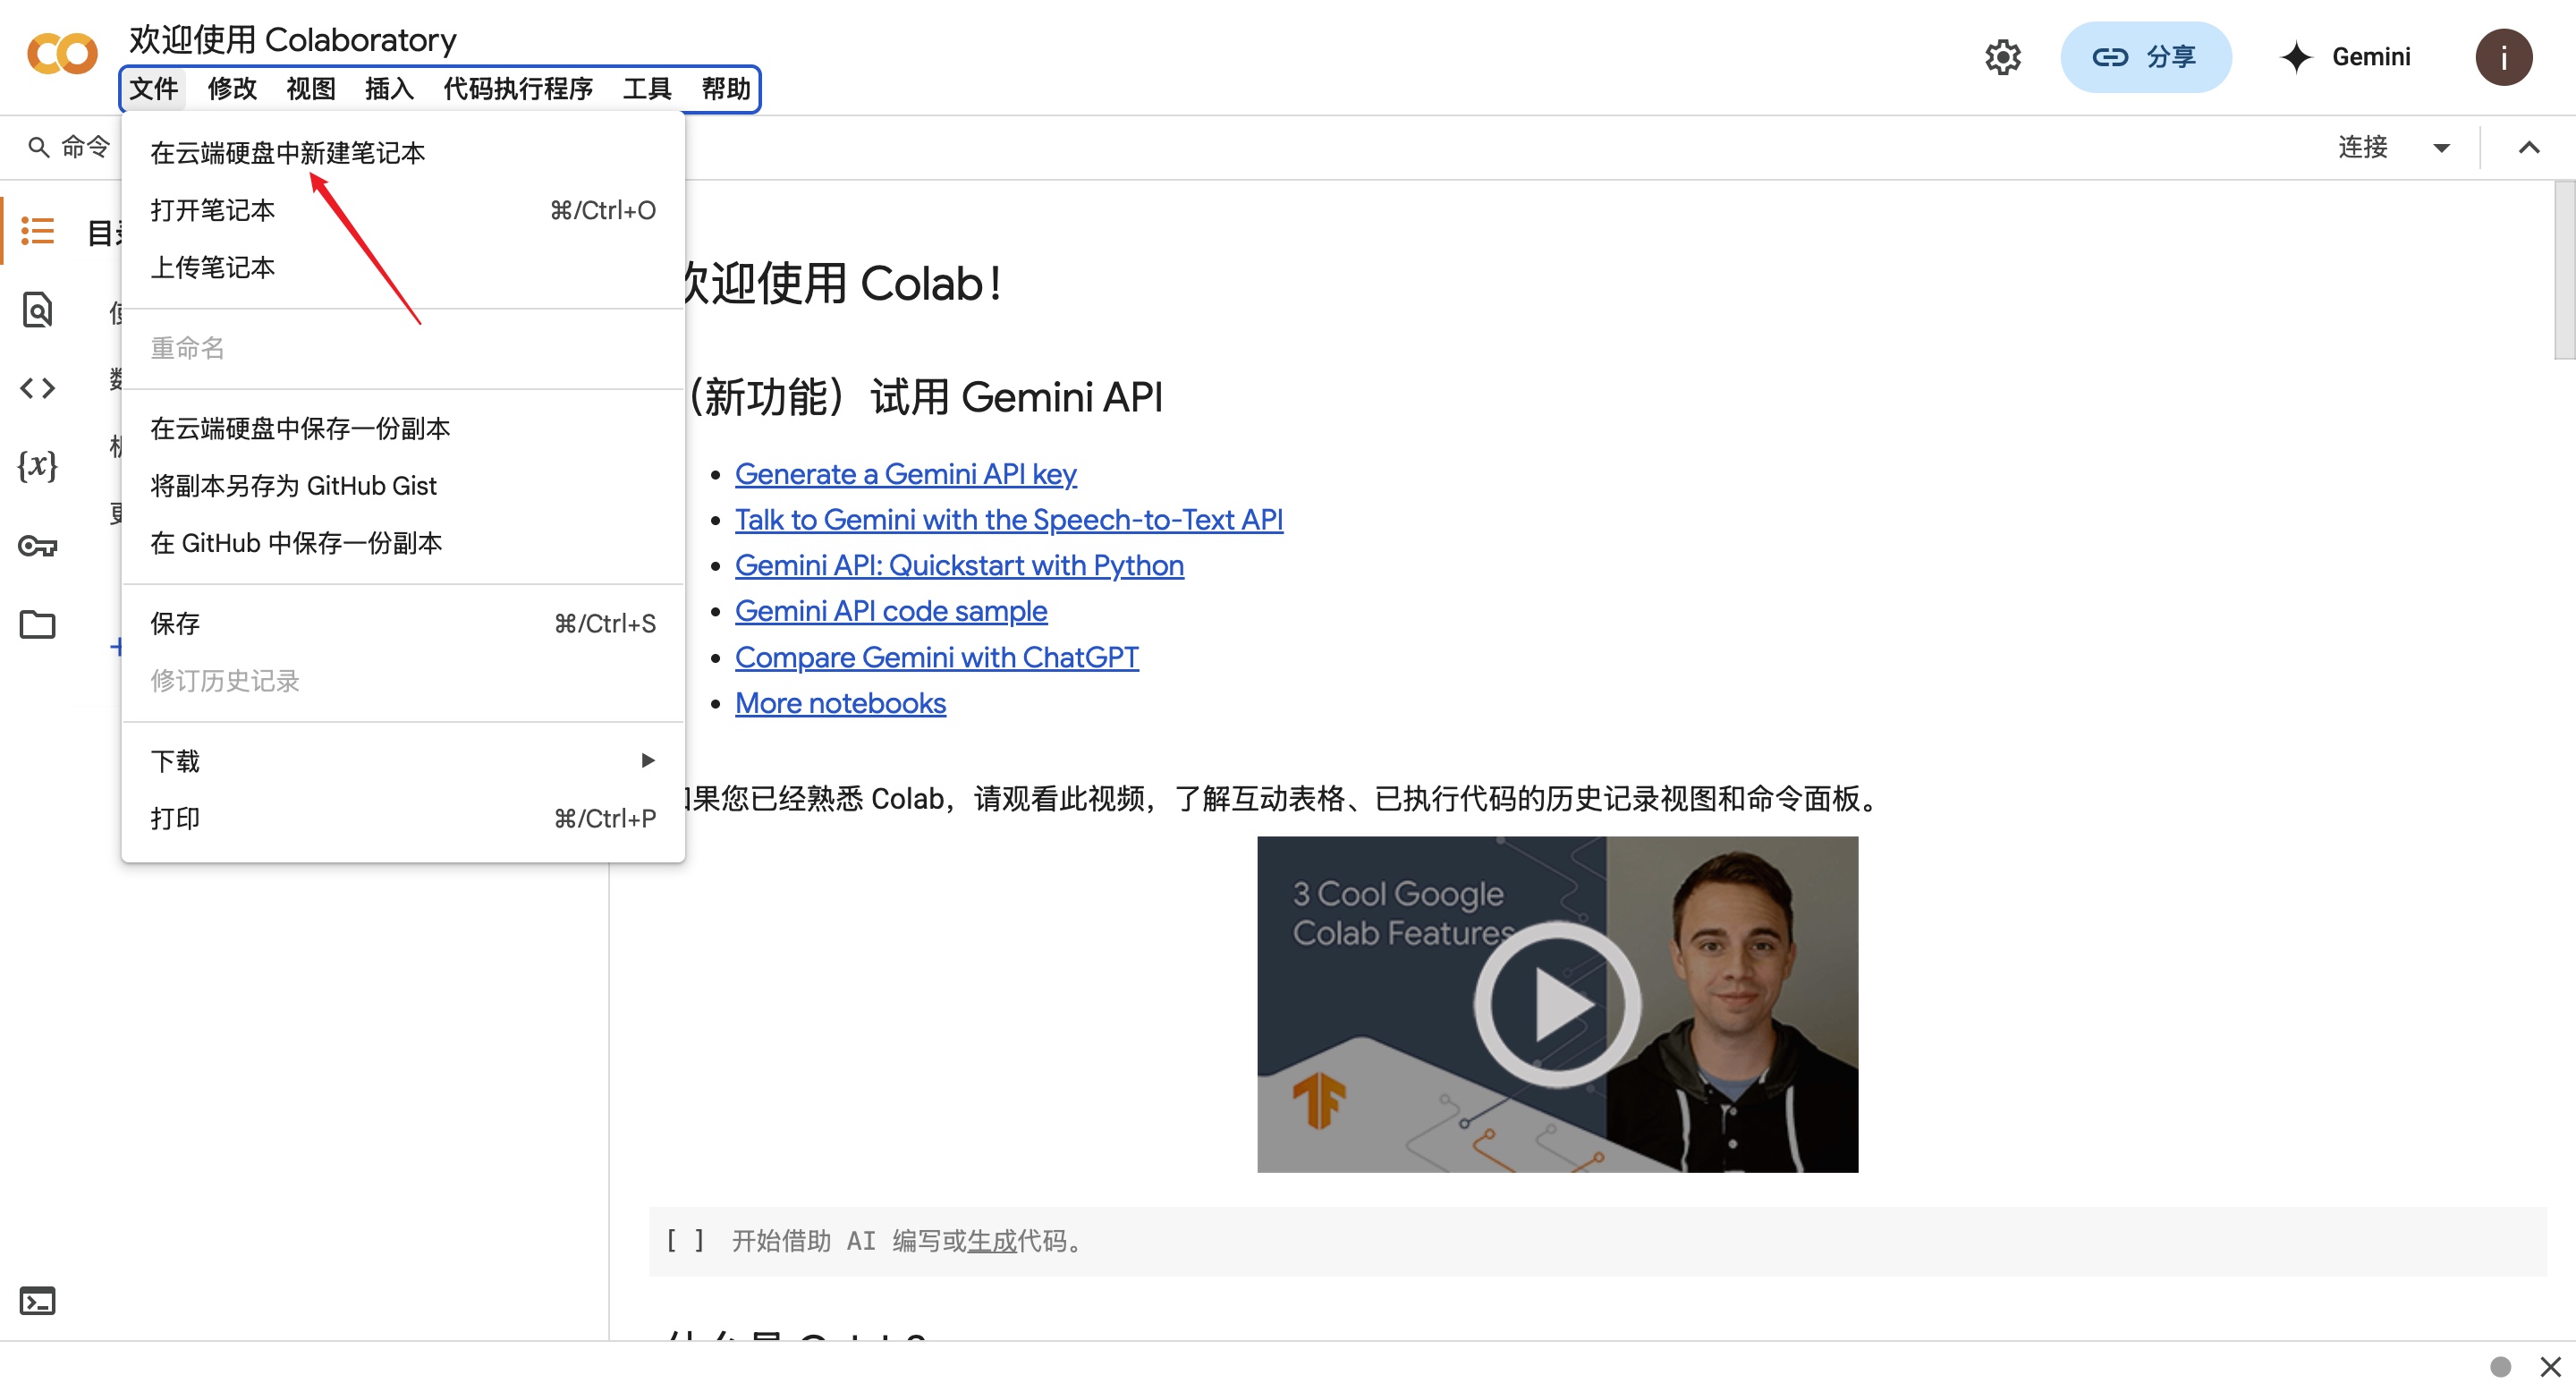 欢迎使用 Colaboratory
文件 修改 视图 插入 代码执行程序 工具 帮助
分享
Gemini
i
命令
连接
在云端硬盘中新建笔记本
打开笔记本 ⌘/Ctrl+O
上传笔记本
重命名
在云端硬盘中保存一份副本
将副本另存为 GitHub Gist
在 GitHub 中保存一份副本
保存 ⌘/Ctrl+S
修订历史记录
下载
打印 ⌘/Ctrl+P
目录
欢迎使用 Colab！
（新功能）试用 Gemini API
Generate a Gemini API key
Talk to Gemini with the Speech-to-Text API
Gemini API: Quickstart with Python
Gemini API code sample
Compare Gemini with ChatGPT
More notebooks
如果您已经熟悉 Colab，请观看此视频，了解互动表格、已执行代码的历史记录视图和命令面板。
3 Cool Google
Colab Features
[ ] 开始借助 AI 编写或生成代码。